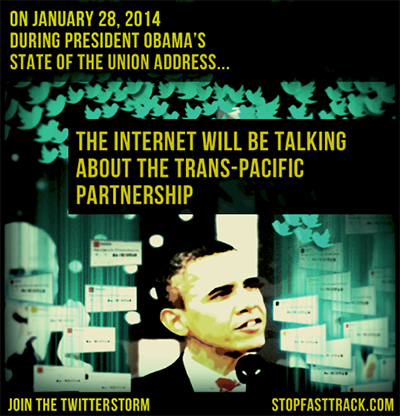 ON JANUARY 28, 2014
DURING PRESIDENT OBAMA'S
STATE OF THE UNION ADDRESS...
THE INTERNET WILL BE TALKING
ABOUT THE TRANS-PACIFIC
PARTNERSHIP
JOIN THE TWITTERSTORM
STOPFASTTRACK.COM